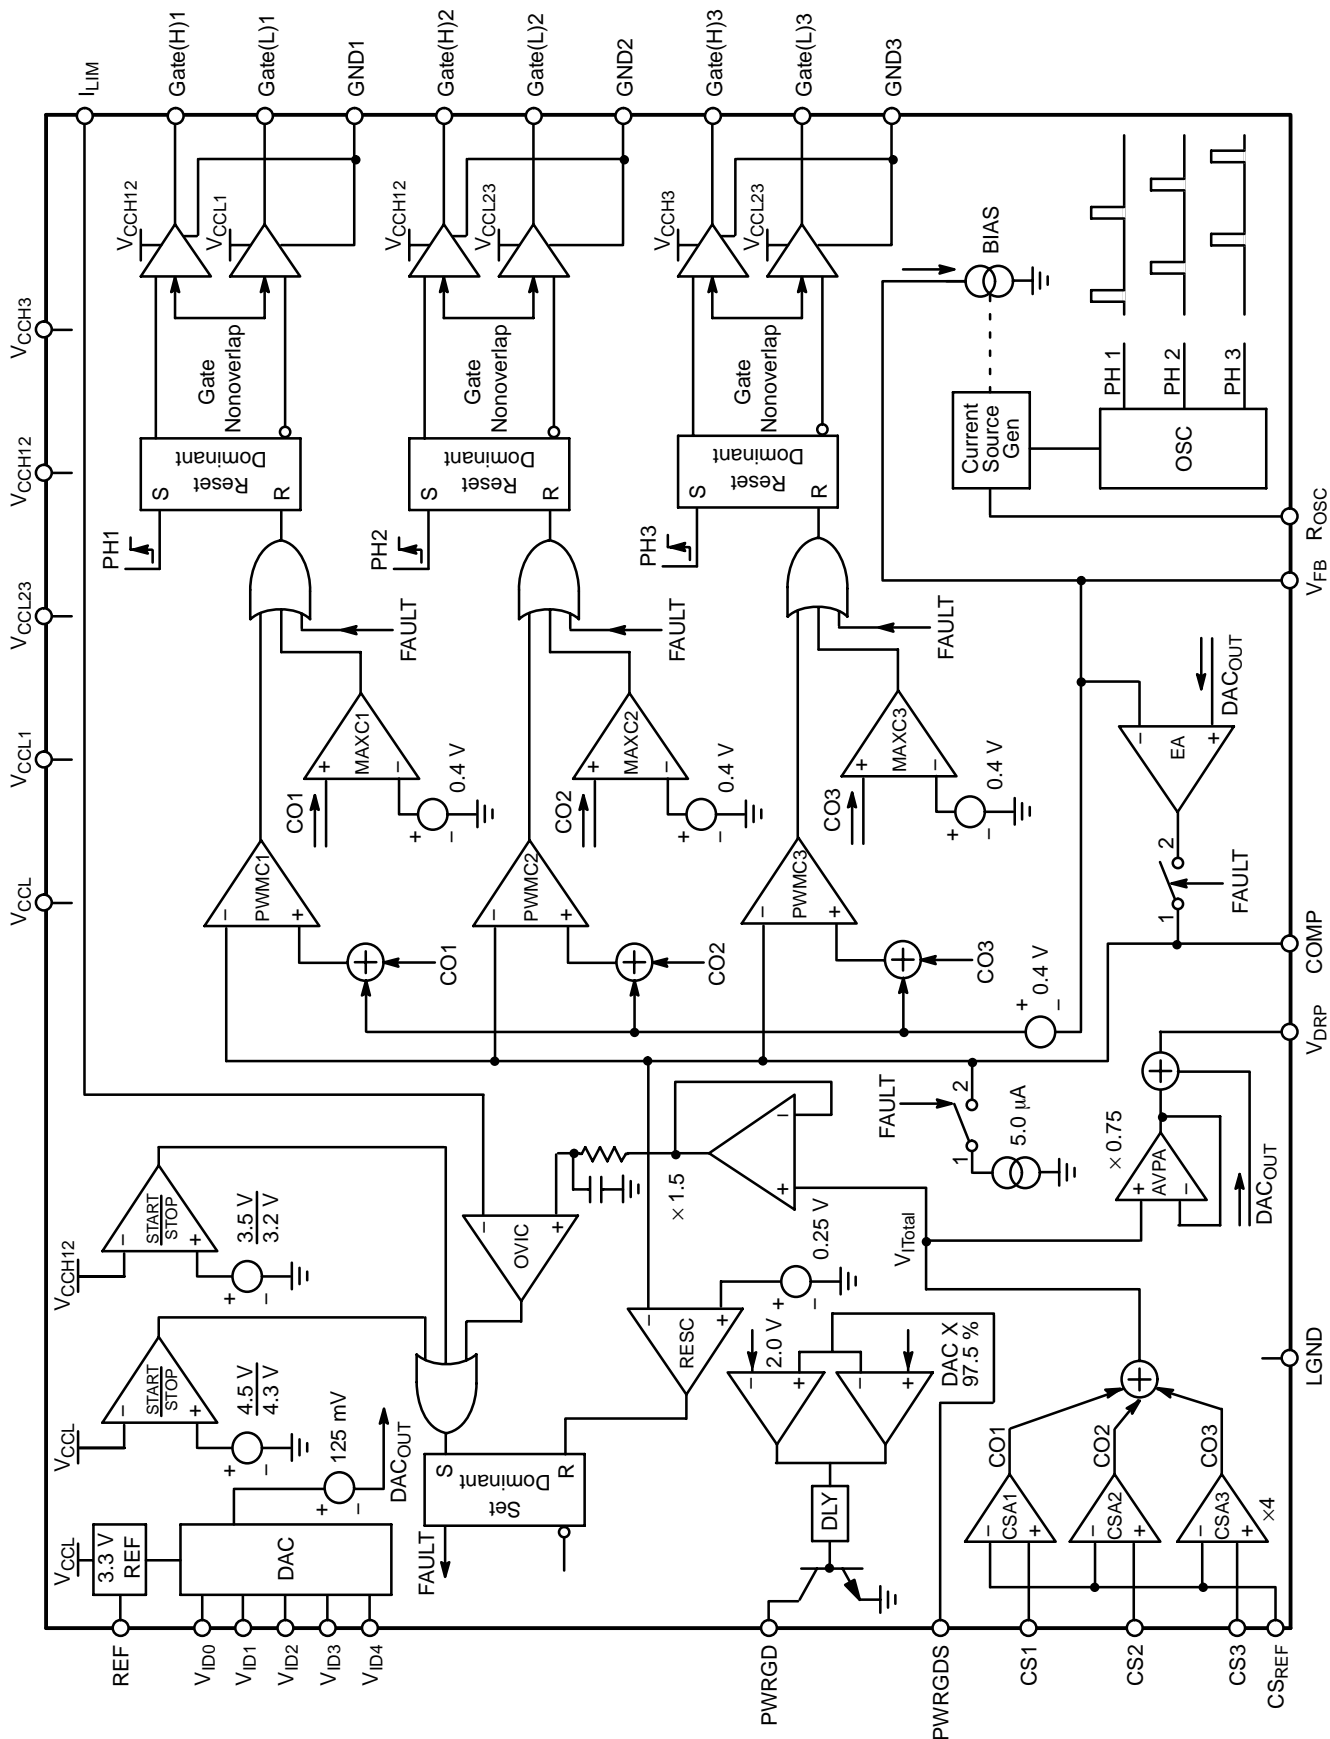 REF
VID0
VID1
VID2
VID3
VID4
PWRGD
PWRGDS
CS1
CS2
CS3
CSREF
VCCL
3.3 V
REF
DAC
+
−
125 mV
DACOUT
VCCL
START
STOP
−
+
4.5 V
4.3 V
+
−
VCCH12
START
STOP
−
+
3.5 V
3.2 V
+
−
FAULT
Set
Dominant
S
R
OVIC
−
+
× 1.5
−
+
RESC
−
+
0.25 V
+
−
2.0 V
−
+
−
+
DAC X
97.5 %
DLY
VITotal
CSA1
−
+
CO1
CSA2
−
+
CO2
CSA3
−
+
CO3
×4
+
AVPA
+
−
× 0.75
+
DACOUT
FAULT
1
2
5.0 µA
VCCL
VCCL1
VCCL23
VCCH12
VCCH3
PWMC1
−
+
+
CO1
MAXC1
+
−
CO1
0.4 V
+
−
FAULT
PH1
S
R
Reset
Dominant
Gate
Nonoverlap
VCCH12
VCCL1
PWMC2
−
+
+
CO2
MAXC2
+
−
CO2
0.4 V
+
−
FAULT
PH2
S
R
Reset
Dominant
Gate
Nonoverlap
VCCH12
VCCL23
PWMC3
−
+
+
CO3
MAXC3
+
−
CO3
0.4 V
+
−
FAULT
PH3
S
R
Reset
Dominant
Gate
Nonoverlap
VCCH3
VCCL23
+
−
0.4 V
EA
−
+
DACOUT
1
2
FAULT
Current
Source
Gen
BIAS
OSC
PH 1
PH 2
PH 3
ILIM
Gate(H)1
Gate(L)1
GND1
Gate(H)2
Gate(L)2
GND2
Gate(H)3
Gate(L)3
GND3
LGND
VDRP
COMP
VFB
ROSC